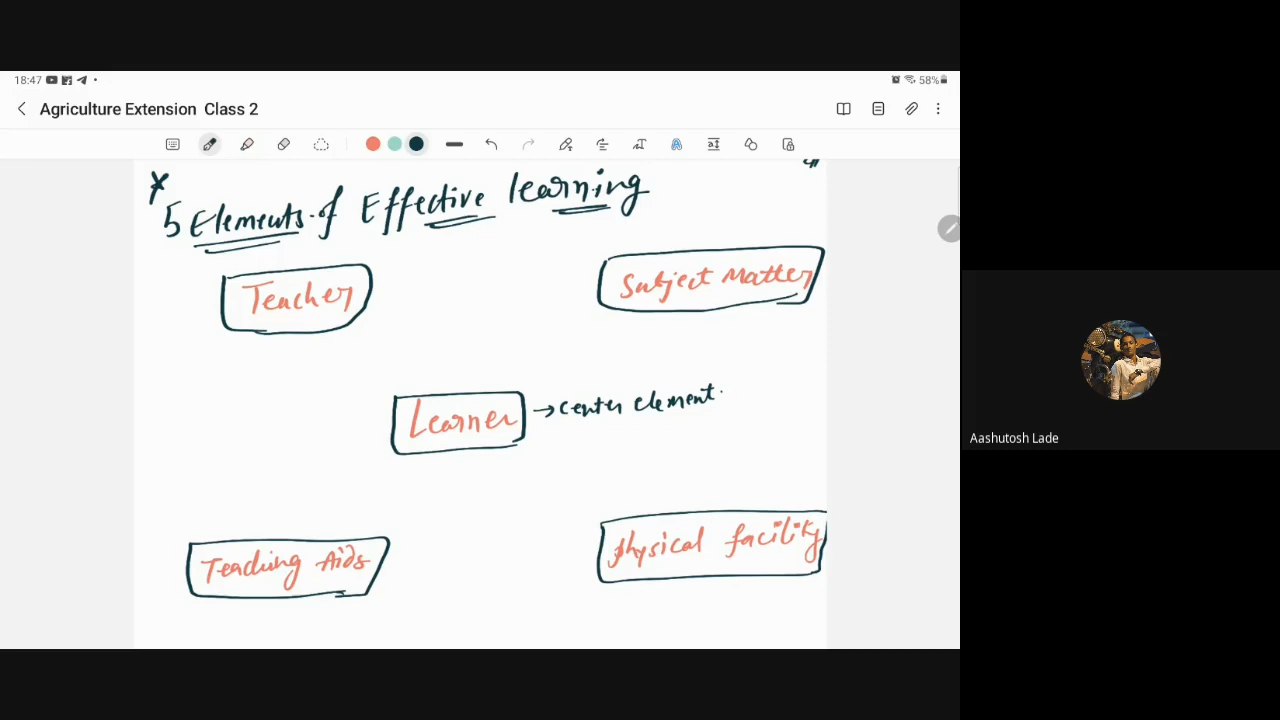 18:47
58%
Agriculture Extension Class 2
5 Elements of Effective learning
Teacher
Subject Matter
Learner → center element.
Teaching Aids
Physical facility
Aashutosh Lade